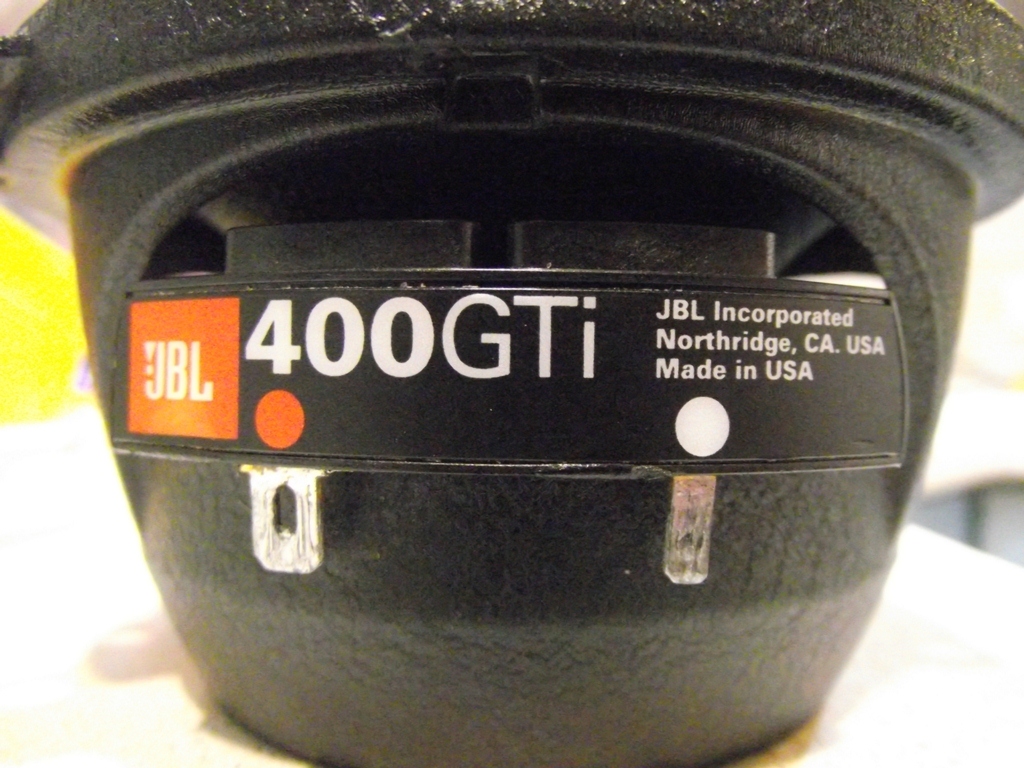 JBL
400GTi
JBL Incorporated
Northridge, CA. USA
Made in USA